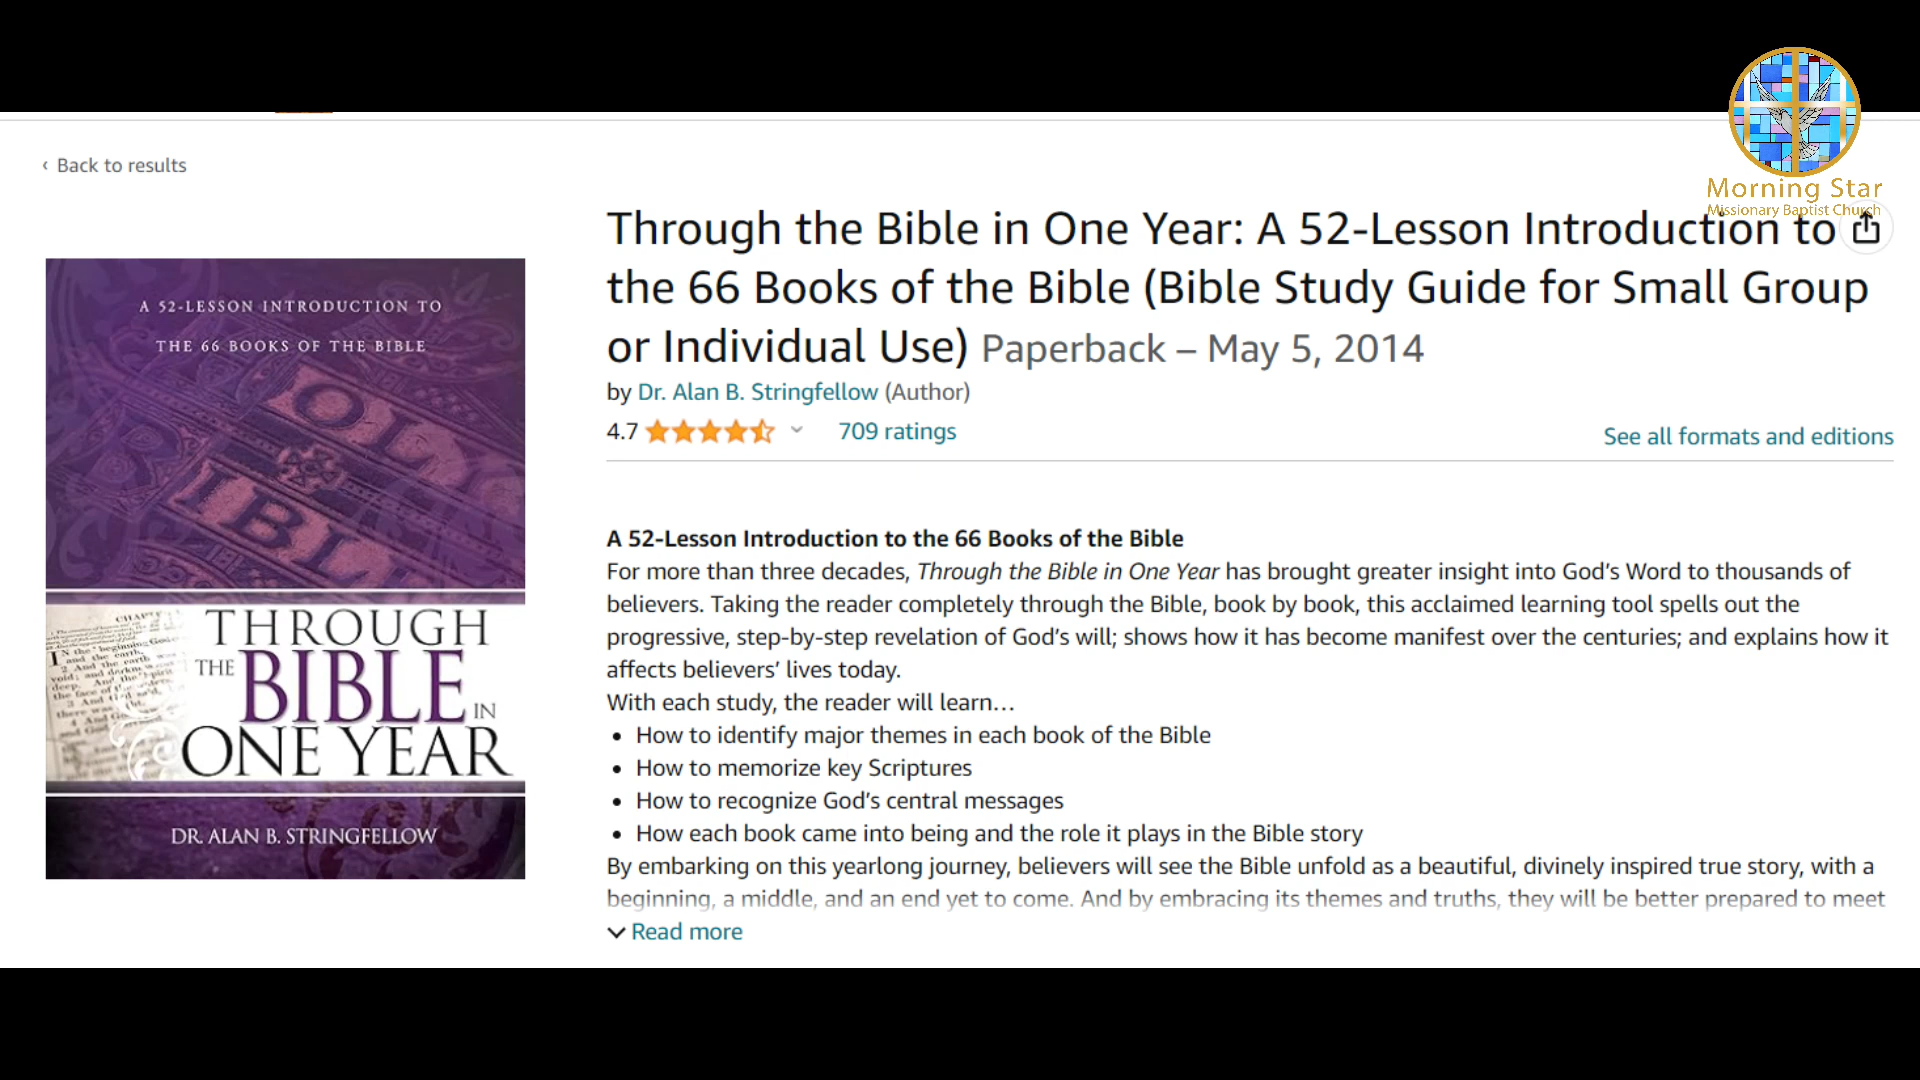 Morning Star
Missionary Baptist Church
‹ Back to results
Through the Bible in One Year: A 52-Lesson Introduction to
the 66 Books of the Bible (Bible Study Guide for Small Group
or Individual Use) Paperback – May 5, 2014
by Dr. Alan B. Stringfellow (Author)
4.7
709 ratings
See all formats and editions
A 52-LESSON INTRODUCTION TO
THE 66 BOOKS OF THE BIBLE
THROUGH
THE BIBLE IN
ONE YEAR
DR. ALAN B. STRINGFELLOW
A 52-Lesson Introduction to the 66 Books of the Bible
For more than three decades, Through the Bible in One Year has brought greater insight into God’s Word to thousands of
believers. Taking the reader completely through the Bible, book by book, this acclaimed learning tool spells out the
progressive, step-by-step revelation of God’s will; shows how it has become manifest over the centuries; and explains how it
affects believers’ lives today.
With each study, the reader will learn…
• How to identify major themes in each book of the Bible
• How to memorize key Scriptures
• How to recognize God’s central messages
• How each book came into being and the role it plays in the Bible story
By embarking on this yearlong journey, believers will see the Bible unfold as a beautiful, divinely inspired true story, with a
beginning, a middle, and an end yet to come. And by embracing its themes and truths, they will be better prepared to meet
Read more